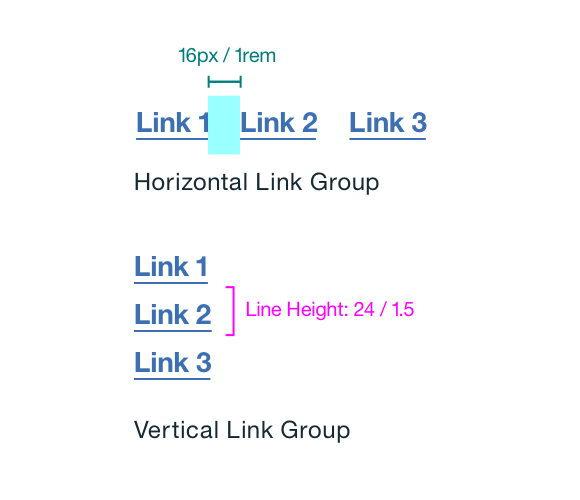 16px / 1rem
Link 1 Link 2 Link 3
Horizontal Link Group
Link 1
Link 2
Line Height: 24 / 1.5
Link 3
Vertical Link Group